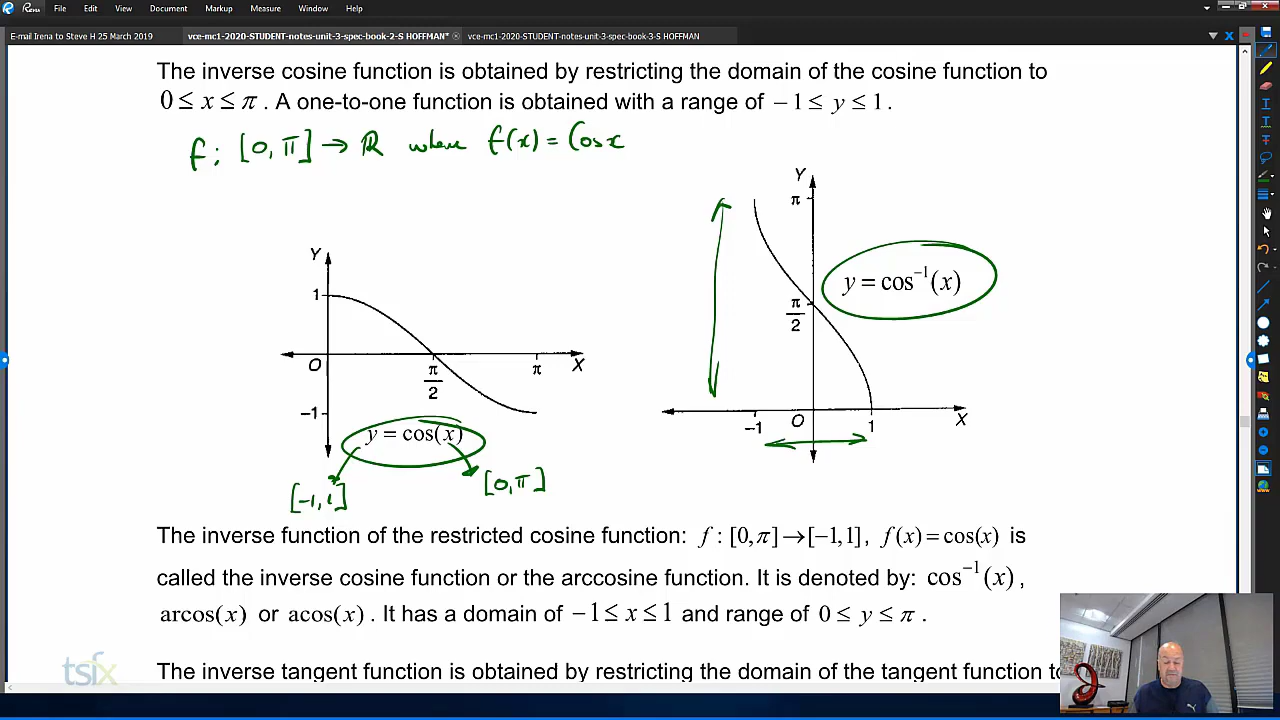 File Edit View Document Markup Measure Window Help
E-mail Irena to Steve H 25 March 2019
vce-mc1-2020-STUDENT-notes-unit-3-spec-book-2-S HOFFMAN*
vce-mc1-2020-STUDENT-notes-unit-3-spec-book-3-S HOFFMAN
The inverse cosine function is obtained by restricting the domain of the cosine function to
0 ≤ x ≤ π . A one-to-one function is obtained with a range of −1 ≤ y ≤ 1 .
f: [0, π] → ℝ where f(x) = Cosx
Y
1
O
π/2
π
X
−1
y = cos(x)
[-1, 1]
[0, π]
Y
π
y = cos⁻¹(x)
π/2
−1
O
1
X
The inverse function of the restricted cosine function: f : [0, π] → [−1, 1], f(x) = cos(x) is
called the inverse cosine function or the arccosine function. It is denoted by: cos⁻¹(x) ,
arcos(x) or acos(x) . It has a domain of −1 ≤ x ≤ 1 and range of 0 ≤ y ≤ π .
tsfx
The inverse tangent function is obtained by restricting the domain of the tangent function to